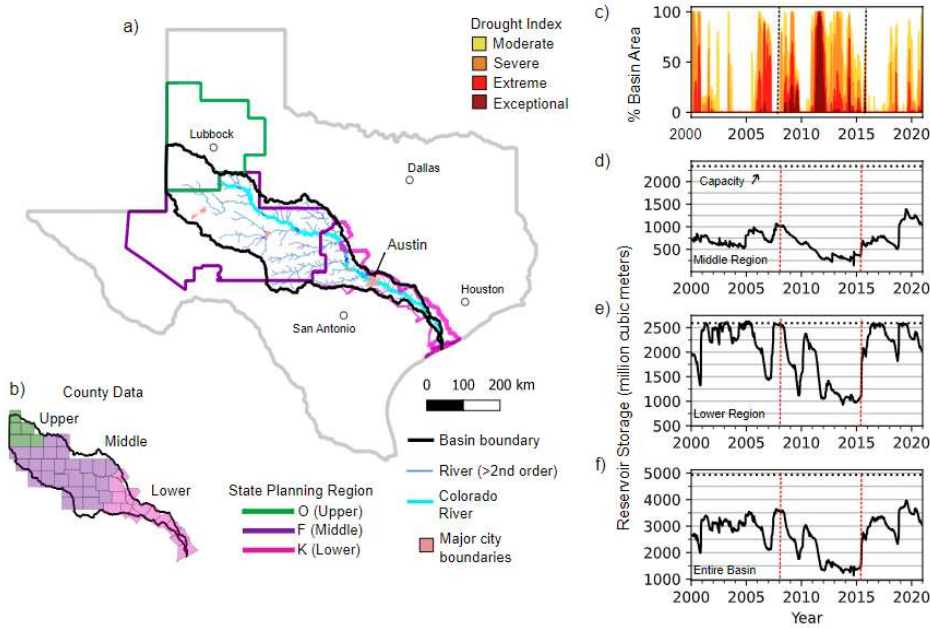 a)
Drought Index
Moderate
Severe
Extreme
Exceptional
Lubbock
Dallas
Austin
Houston
San Antonio
0 100 200 km
b)
County Data
Upper
Middle
Lower
State Planning Region
O (Upper)
F (Middle)
K (Lower)
Basin boundary
River (>2nd order)
Colorado
River
Major city
boundaries
c)
% Basin Area
100
50
0
2000 2005 2010 2015 2020
d)
Reservoir Storage (million cubic meters)
2000
1500
1000
500
Capacity
Middle Region
2000 2005 2010 2015 2020
e)
2500
2000
1500
1000
500
Lower Region
2000 2005 2010 2015 2020
f)
5000
4000
3000
2000
1000
Entire Basin
2000 2005 2010 2015 2020
Year